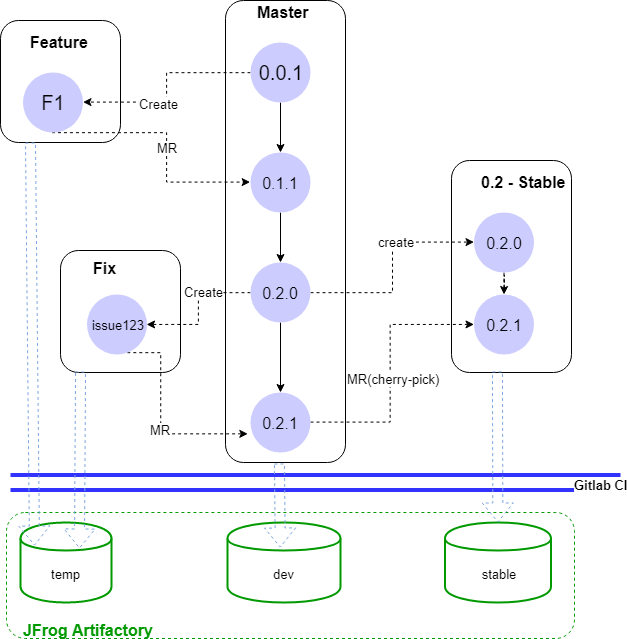 Master
Feature
0.0.1
F1
Create
MR
0.1.1
0.2 - Stable
0.2.0
create
Fix
Create
0.2.0
issue123
0.2.1
MR(cherry-pick)
MR
0.2.1
Gitlab CI
temp
dev
stable
JFrog Artifactory